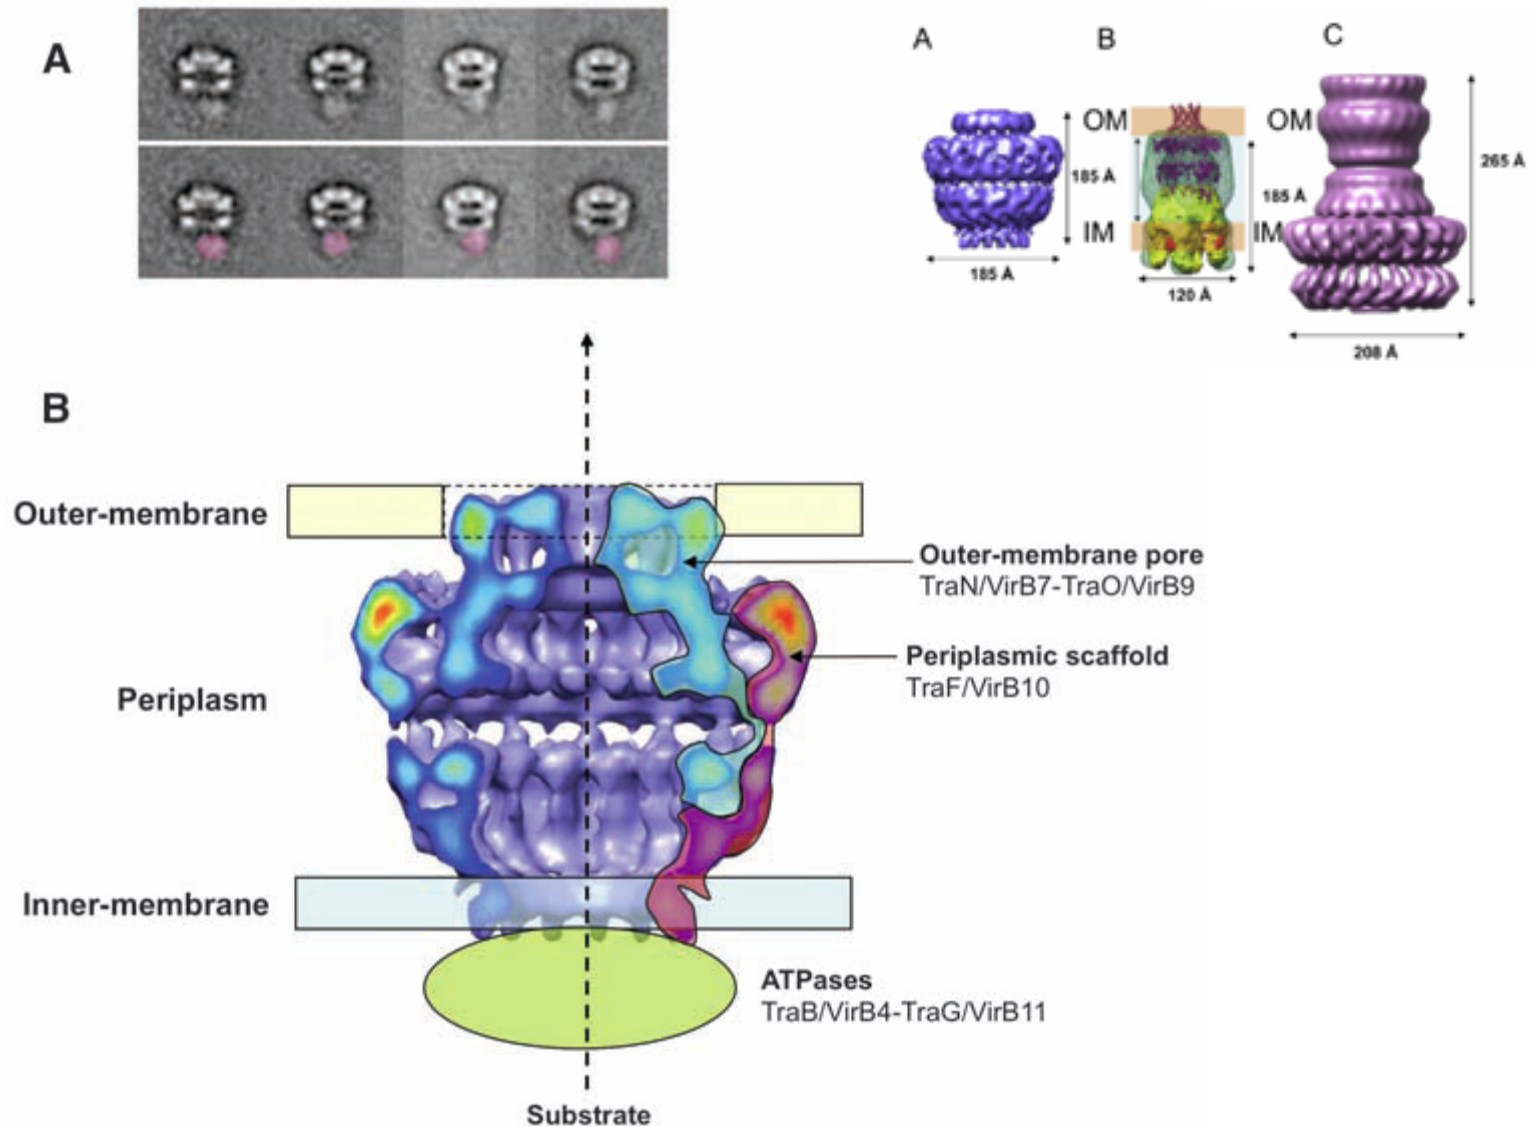 A
A
B
C
OM
OM
185 Å
185 Å
265 Å
IM
IM
185 Å
120 Å
208 Å
B
Outer-membrane
Outer-membrane pore
TraN/VirB7-TraO/VirB9
Periplasmic scaffold
TraF/VirB10
Periplasm
Inner-membrane
ATPases
TraB/VirB4-TraG/VirB11
Substrate